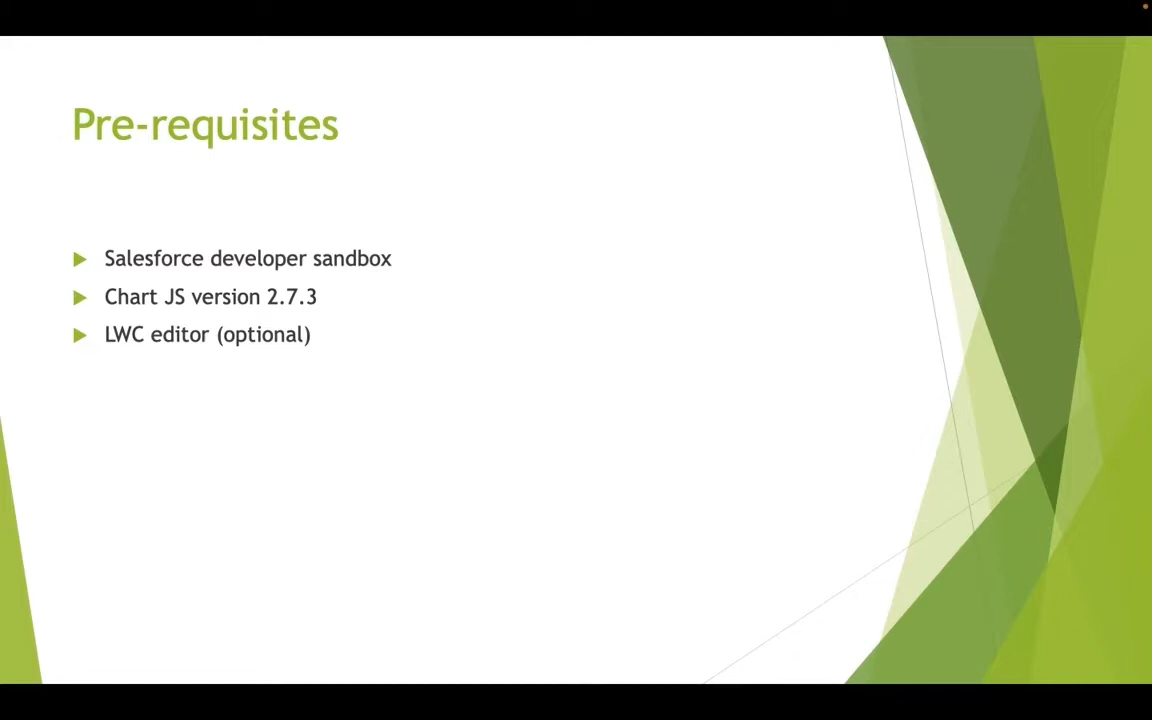 Pre-requisites
Salesforce developer sandbox
Chart JS version 2.7.3
LWC editor (optional)